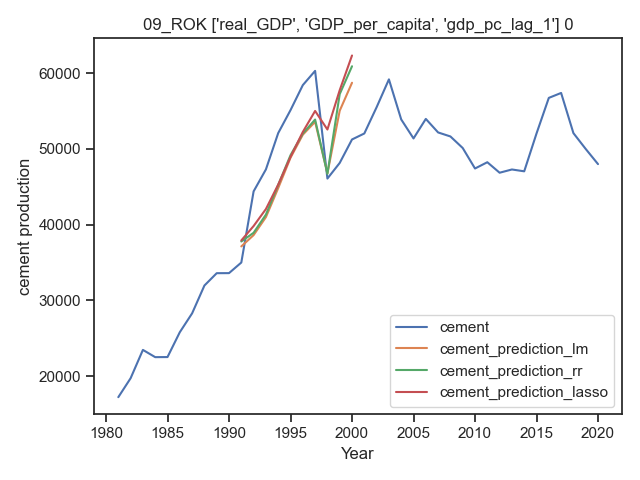 09_ROK ['real_GDP', 'GDP_per_capita', 'gdp_pc_lag_1'] 0
60000
50000
40000
30000
20000
cement production
1980 1985 1990 1995 2000 2005 2010 2015 2020
Year
cement
cement_prediction_lm
cement_prediction_rr
cement_prediction_lasso